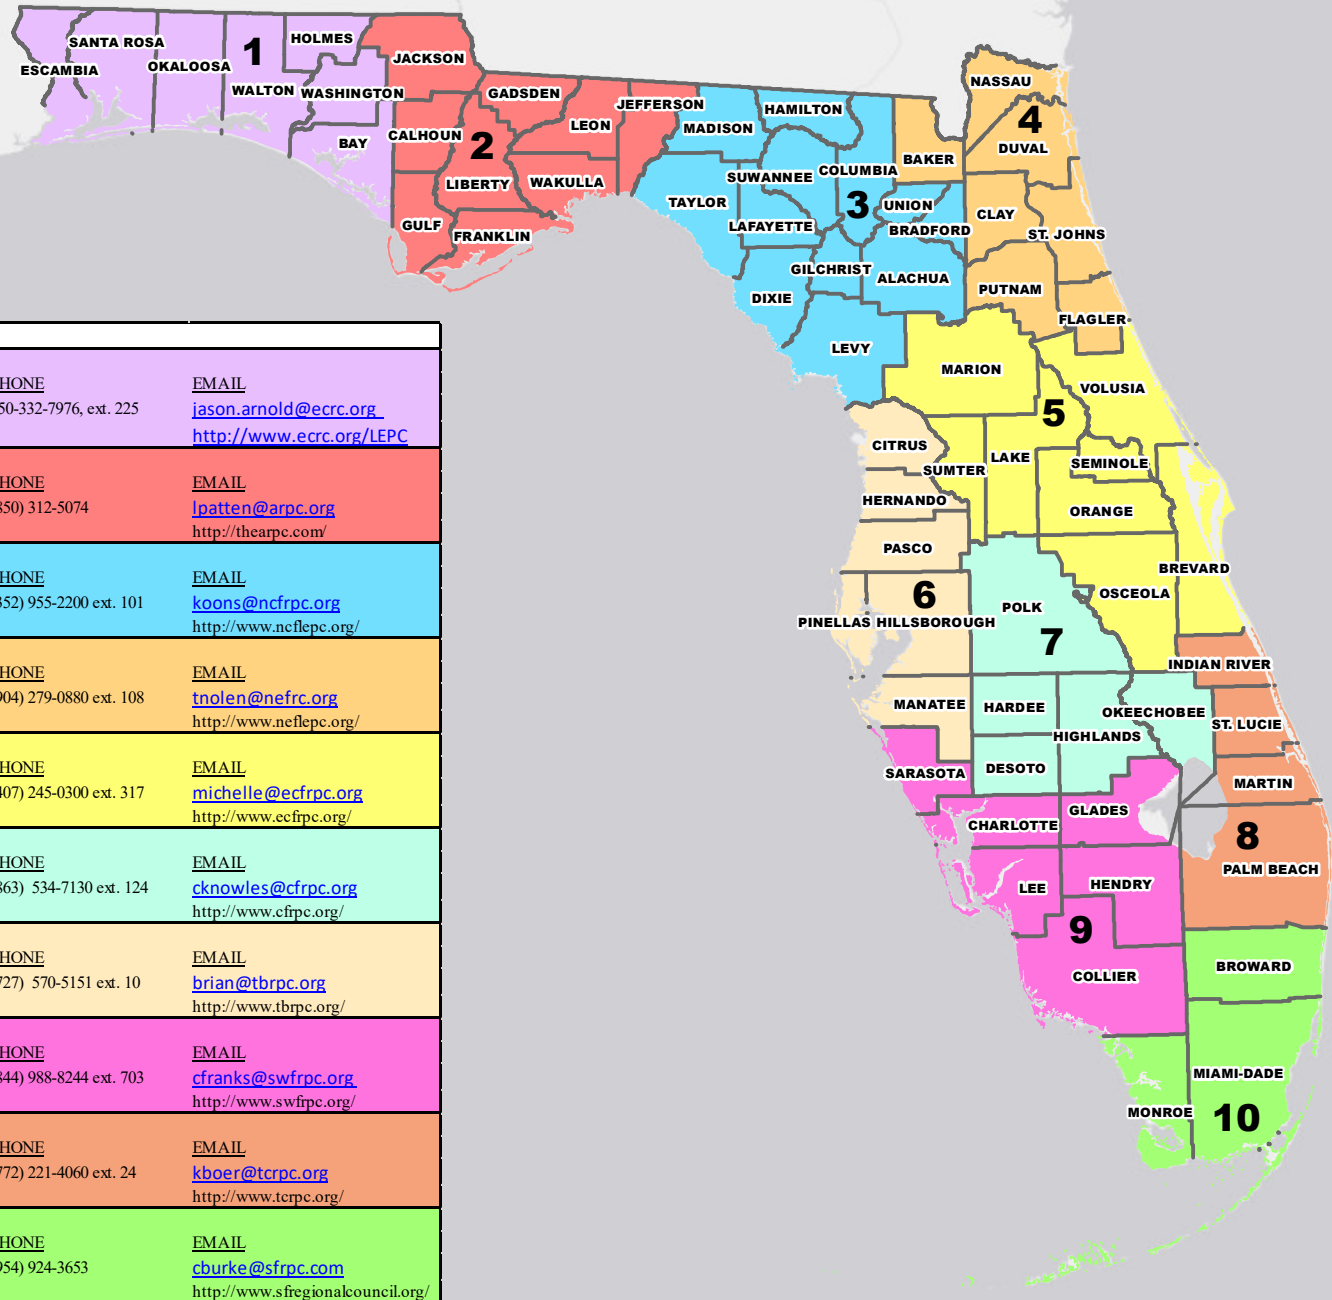 HOLMES
SANTA ROSA
1
JACKSON
ESCAMBIA
OKALOOSA
WALTON
WASHINGTON
GADSDEN
JEFFERSON
NASSAU
LEON
MADISON
HAMILTON
4
CALHOUN
2
BAY
DUVAL
BAKER
LIBERTY
WAKULLA
SUWANNEE
COLUMBIA
TAYLOR
3
UNION
CLAY
GULF
FRANKLIN
LAFAYETTE
BRADFORD
ST. JOHNS
GILCHRIST
ALACHUA
DIXIE
PUTNAM
FLAGLER
LEVY
MARION
VOLUSIA
5
CITRUS
SUMTER
LAKE
SEMINOLE
HERNANDO
ORANGE
PASCO
BREVARD
6
OSCEOLA
POLK
PINELLAS
HILLSBOROUGH
7
INDIAN RIVER
MANATEE
HARDEE
OKEECHOBEE
ST. LUCIE
HIGHLANDS
SARASOTA
DESOTO
MARTIN
CHARLOTTE
GLADES
8
PALM BEACH
LEE
HENDRY
9
COLLIER
BROWARD
MIAMI-DADE
MONROE
10
HONE EMAIL
50-332-7976, ext. 225 jason.arnold@ecrc.org
http://www.ecrc.org/LEPC
HONE EMAIL
850) 312-5074 lpatten@arpc.org
http://thearpc.com/
HONE EMAIL
352) 955-2200 ext. 101 koons@ncfrpc.org
http://www.ncflepc.org/
HONE EMAIL
904) 279-0880 ext. 108 tnolen@nefrc.org
http://www.neflepc.org/
HONE EMAIL
407) 245-0300 ext. 317 michelle@ecfrpc.org
http://www.ecfrpc.org/
HONE EMAIL
863) 534-7130 ext. 124 cknowles@cfrpc.org
http://www.cfrpc.org/
HONE EMAIL
727) 570-5151 ext. 10 brian@tbrpc.org
http://www.tbrpc.org/
HONE EMAIL
844) 988-8244 ext. 703 cfranks@swfrpc.org
http://www.swfrpc.org/
HONE EMAIL
772) 221-4060 ext. 24 kboer@tcrpc.org
http://www.tcrpc.org/
HONE EMAIL
954) 924-3653 cburke@sfrpc.com
http://www.sfregionalcouncil.org/